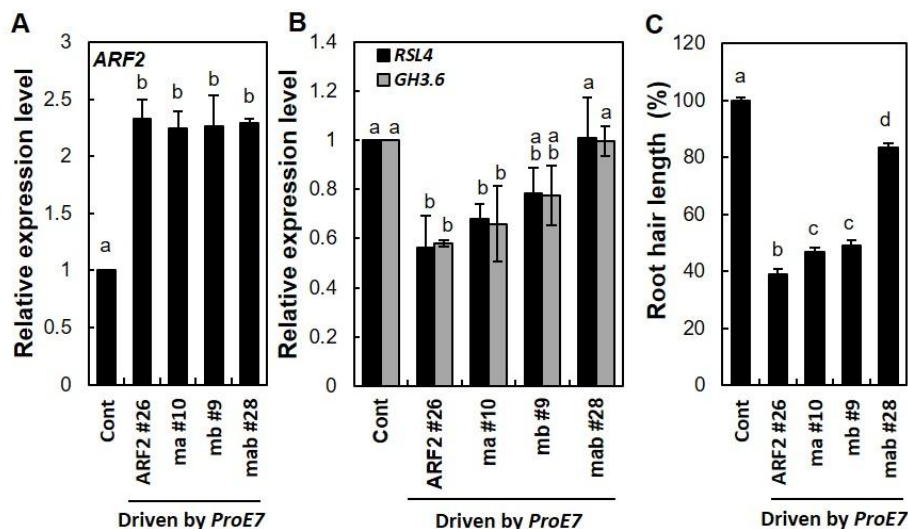 A
ARF2
Relative expression level
3
2.5
2
1.5
1
0.5
0
a
b
b
b
b
Cont
ARF2 #26
ma #10
mb #9
mab #28
Driven by ProE7
B
RSL4
GH3.6
Relative expression level
1.4
1.2
1
0.8
0.6
0.4
0.2
0
a a
b b
b b
a a
b b
a a
Cont
ARF2 #26
ma #10
mb #9
mab #28
Driven by ProE7
C
Root hair length (%)
120
100
80
60
40
20
0
a
b
c
c
d
Cont
ARF2 #26
ma #10
mb #9
mab #28
Driven by ProE7